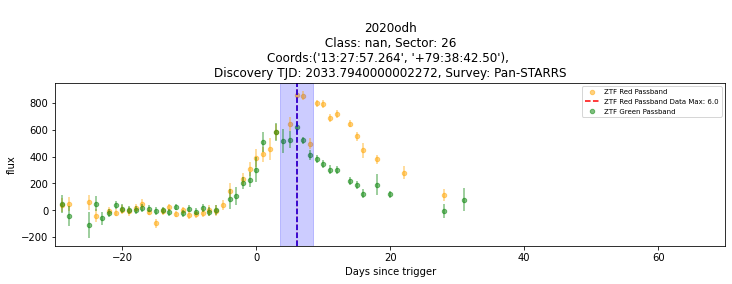 2020odh
Class: nan, Sector: 26
Coords:('13:27:57.264', '+79:38:42.50'),
Discovery TJD: 2033.7940000002272, Survey: Pan-STARRS
ZTF Red Passband
ZTF Red Passband Data Max: 6.0
ZTF Green Passband
flux
800
600
400
200
0
−200
−20
0
20
40
60
Days since trigger